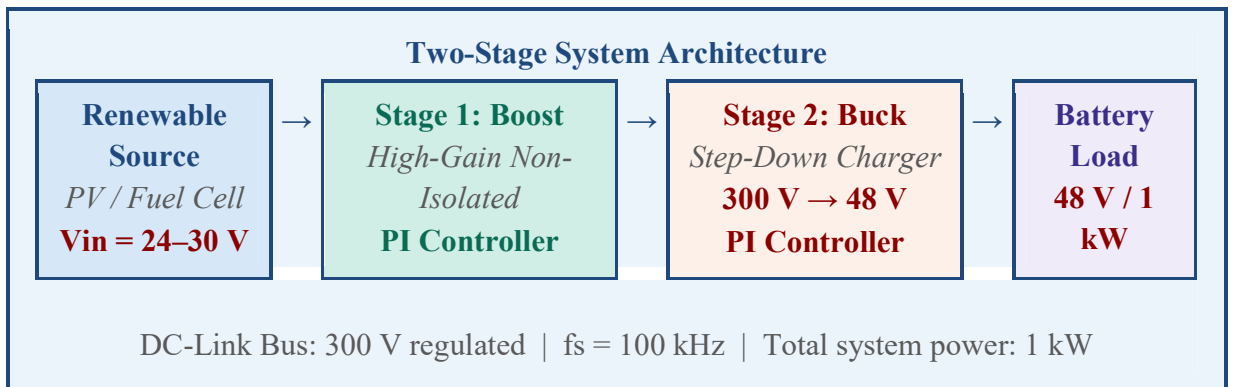 Two-Stage System Architecture
Renewable
Source
PV / Fuel Cell
Vin = 24–30 V
→
Stage 1: Boost
High-Gain Non-
Isolated
PI Controller
→
Stage 2: Buck
Step-Down Charger
300 V → 48 V
PI Controller
→
Battery
Load
48 V / 1
kW
DC-Link Bus: 300 V regulated | fs = 100 kHz | Total system power: 1 kW